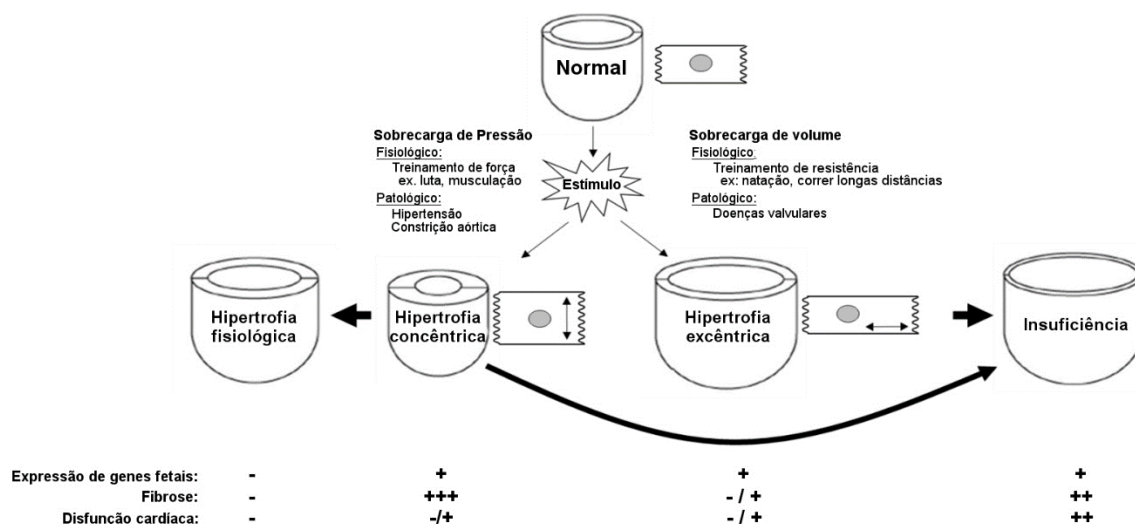 Normal
Sobrecarga de Pressão
Fisiológico:
Treinamento de força
ex. luta, musculação
Patológico:
Hipertensão
Constrição aórtica
Estímulo
Sobrecarga de volume
Fisiológico:
Treinamento de resistência
ex: natação, correr longas distâncias
Patológico:
Doenças valvulares
Hipertrofia
fisiológica
Hipertrofia
concêntrica
Hipertrofia
excêntrica
Insuficiência
Expressão de genes fetais: - + + +
Fibrose: - +++ - / + ++
Disfunção cardíaca: - -/+ - / + ++